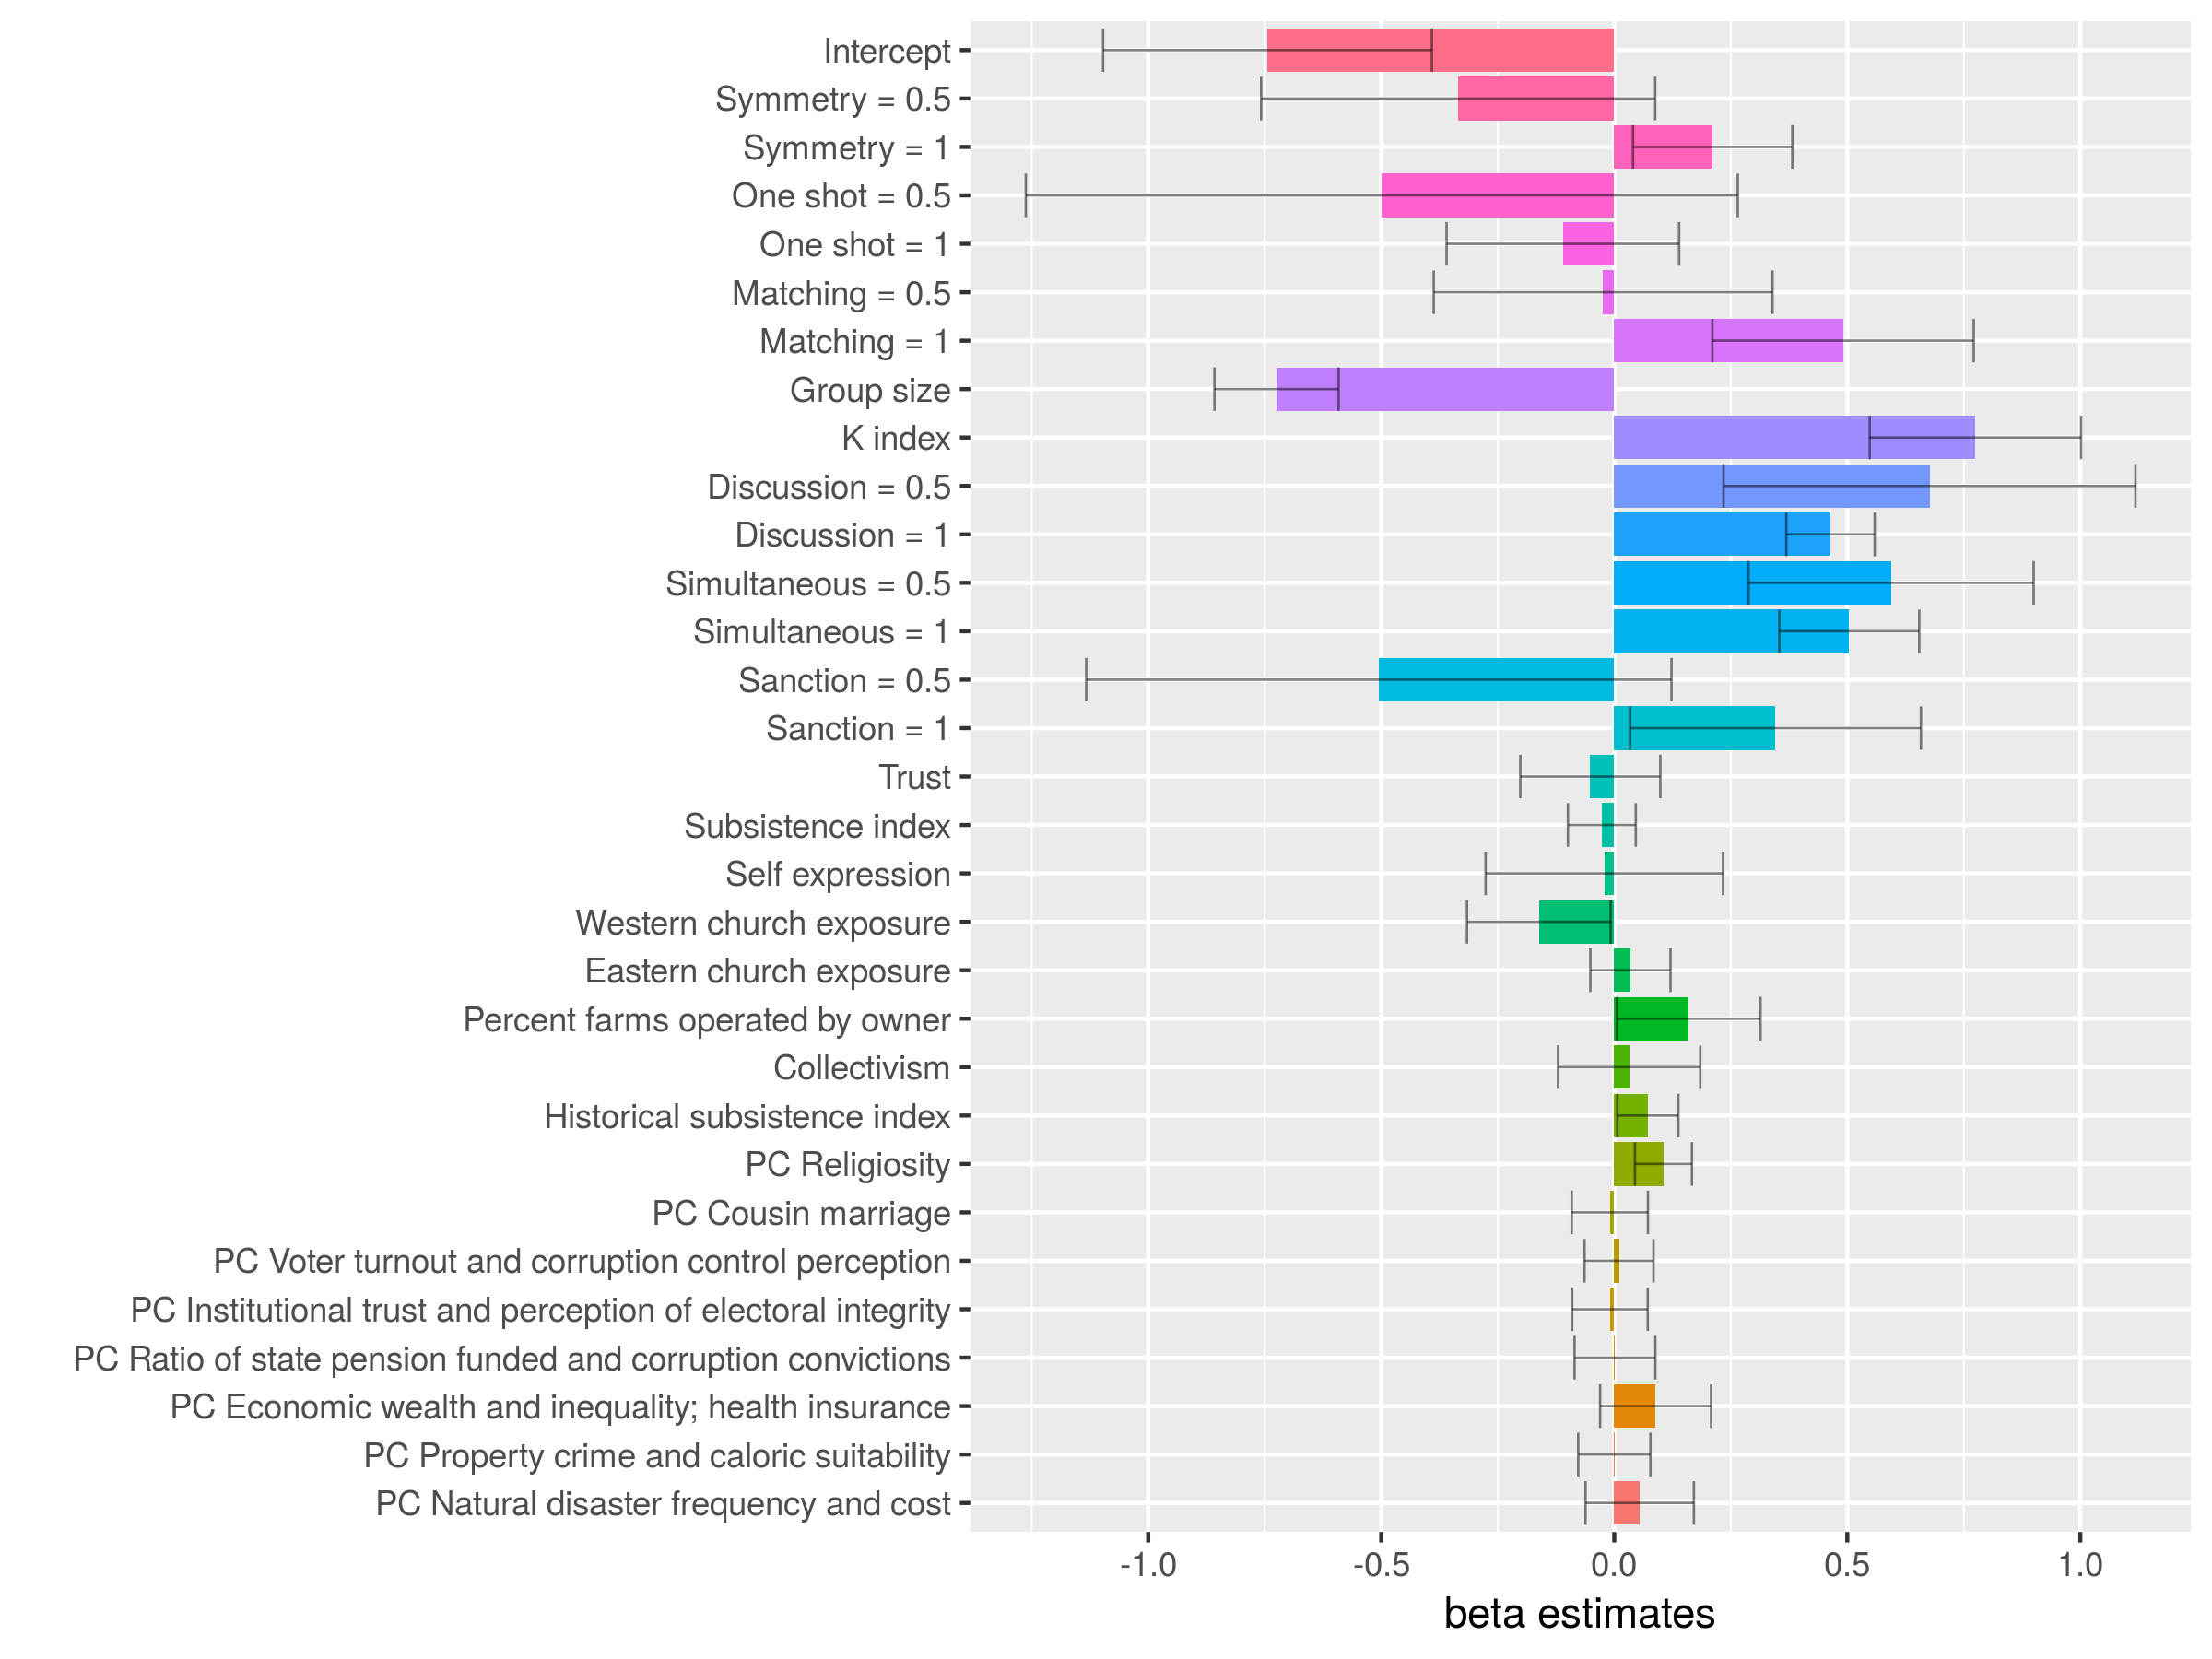 Intercept
Symmetry = 0.5
Symmetry = 1
One shot = 0.5
One shot = 1
Matching = 0.5
Matching = 1
Group size
K index
Discussion = 0.5
Discussion = 1
Simultaneous = 0.5
Simultaneous = 1
Sanction = 0.5
Sanction = 1
Trust
Subsistence index
Self expression
Western church exposure
Eastern church exposure
Percent farms operated by owner
Collectivism
Historical subsistence index
PC Religiosity
PC Cousin marriage
PC Voter turnout and corruption control perception
PC Institutional trust and perception of electoral integrity
PC Ratio of state pension funded and corruption convictions
PC Economic wealth and inequality; health insurance
PC Property crime and caloric suitability
PC Natural disaster frequency and cost
-1.0 -0.5 0.0 0.5 1.0
beta estimates